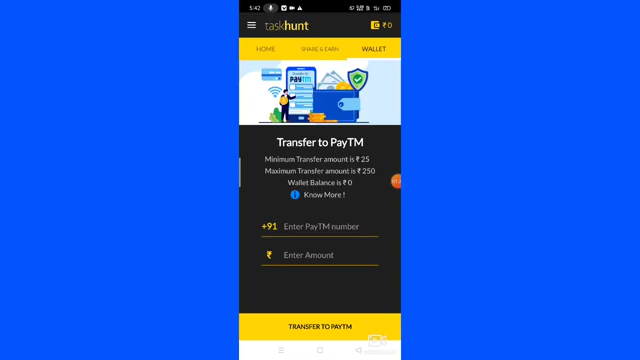 5:42
taskhunt
₹ 0
HOME
SHARE & EARN
WALLET
PayTM
Transfer to PayTM
Minimum Transfer amount is ₹ 25
Maximum Transfer amount is ₹ 250
Wallet Balance is ₹ 0
Know More !
+91 Enter PayTM number
₹ Enter Amount
TRANSFER TO PAYTM